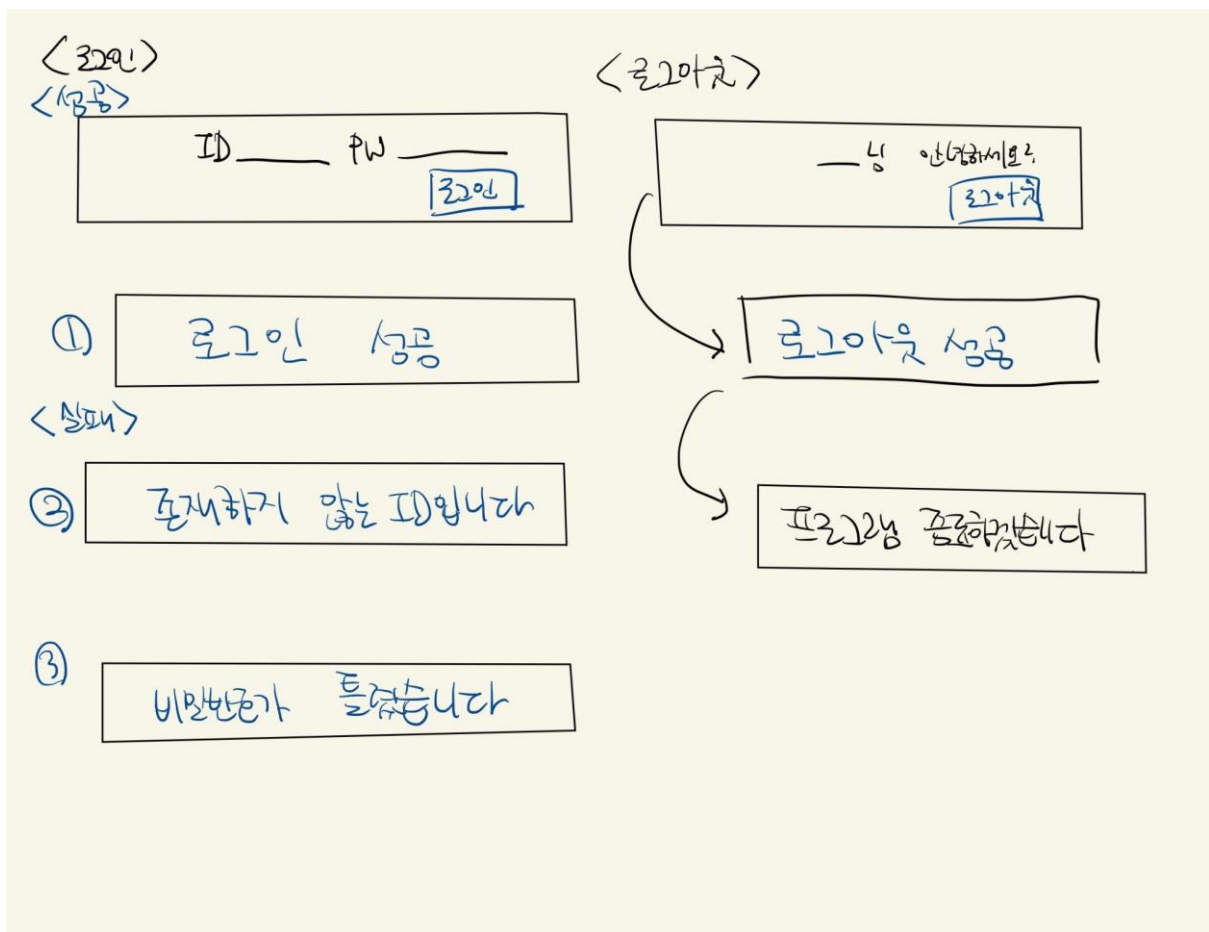 <로그인>
<성공>
ID PW
로그인
① 로그인 성공
<실패>
② 존재하지 않는 ID입니다
③ 비밀번호가 틀렸습니다
<로그아웃>
__님 안녕하세요?
로그아웃
로그아웃 성공
프로그램 종료하겠습니다